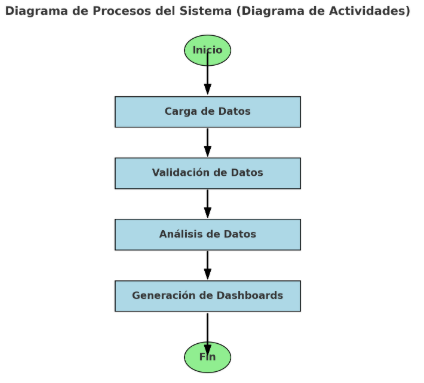 Diagrama de Procesos del Sistema (Diagrama de Actividades)
Inicio
Carga de Datos
Validación de Datos
Análisis de Datos
Generación de Dashboards
Fin